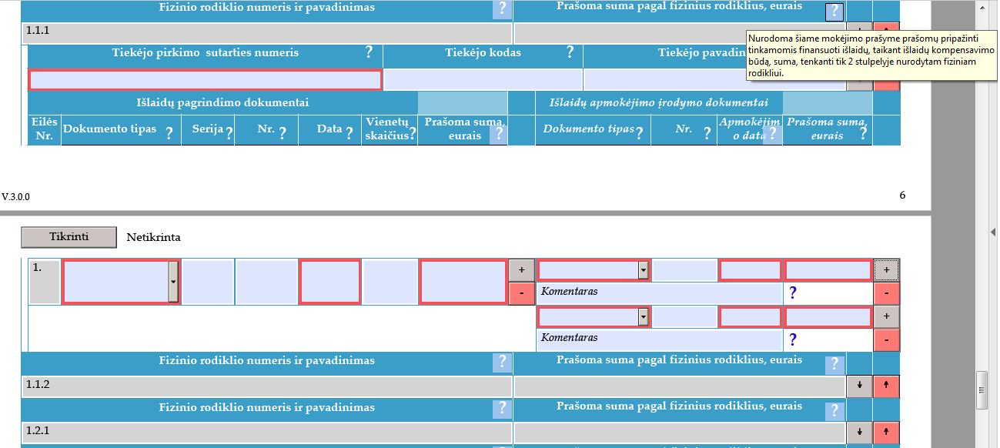 Fizinio rodiklio numeris ir pavadinimas ? Prašoma suma pagal fizinius rodiklius, eurais ?
1.1.1
Nurodoma šiame mokėjimo prašyme prašomų pripažinti
tinkamomis finansuoti išlaidų, taikant išlaidų kompensavimo
būdą, suma, tenkanti tik 2 stulpelyje nurodytam fiziniam
rodikliui.
Tiekėjo pirkimo sutarties numeris ? Tiekėjo kodas ? Tiekėjo pavadin
Išlaidų pagrindimo dokumentai Išlaidų apmokėjimo įrodymo dokumentai
Eilės Nr. Dokumento tipas ? Serija ? Nr. ? Data ? Vienetų skaičius ? Prašoma suma, eurais ? Dokumento tipas ? Nr. ? Apmokėjimo data ? Prašoma suma, eurais ?
V.3.0.0 6
Tikrinti Netikrinta
1. + +
- Komentaras ? -
+
Komentaras ? -
Fizinio rodiklio numeris ir pavadinimas ? Prašoma suma pagal fizinius rodiklius, eurais ?
1.1.2 ↓ ↑
Fizinio rodiklio numeris ir pavadinimas ? Prašoma suma pagal fizinius rodiklius, eurais ?
1.2.1 ↓ ↑